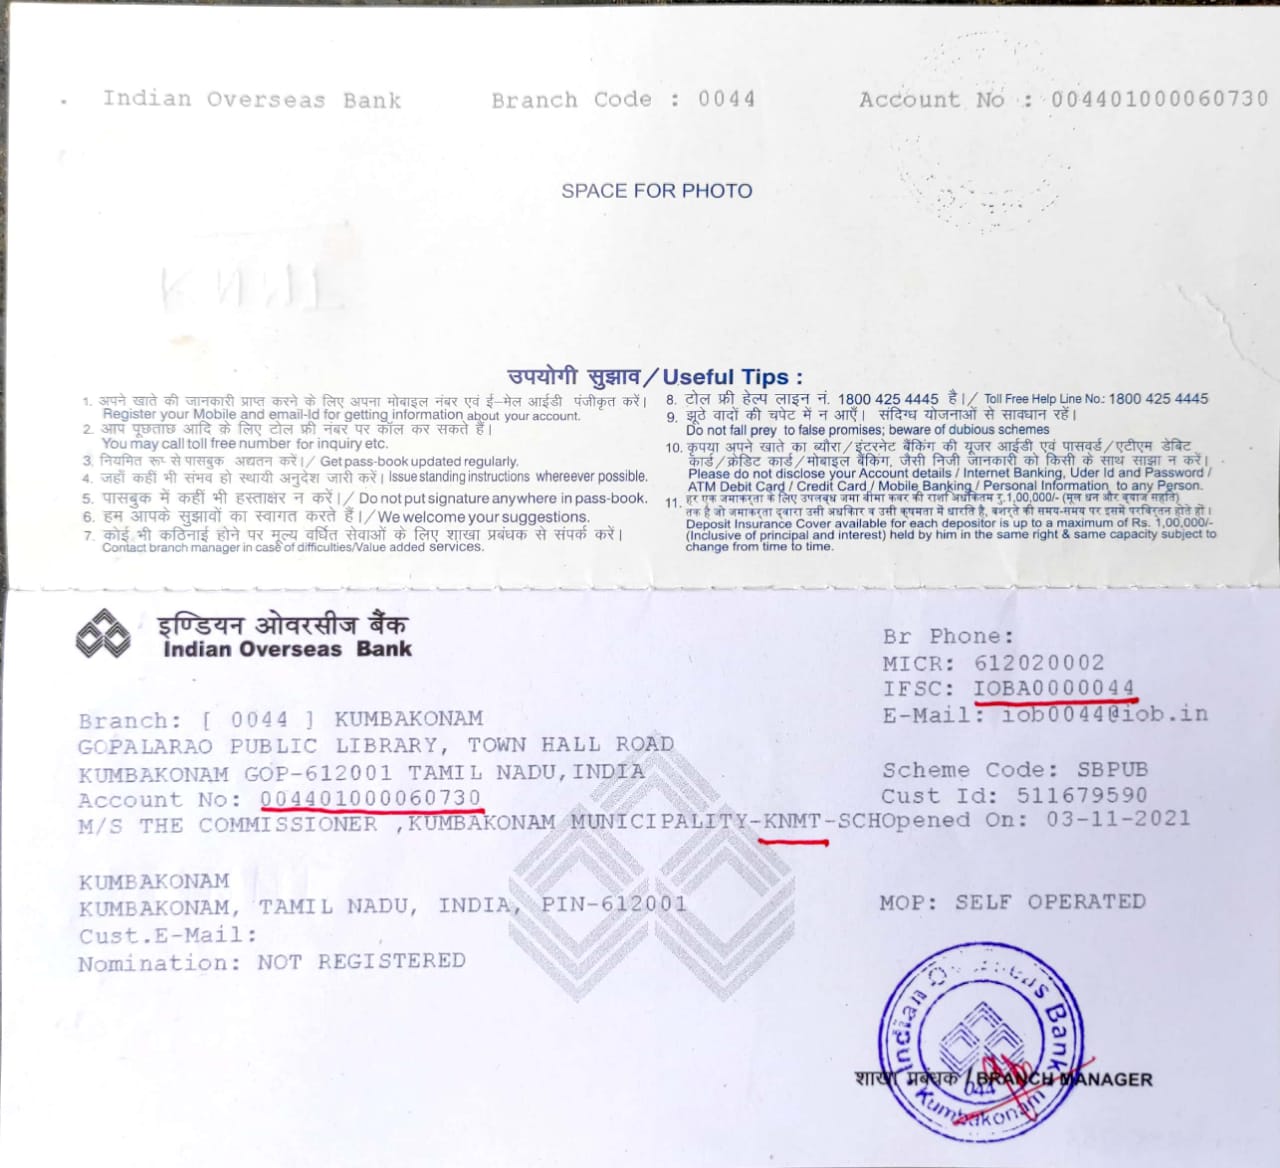 Indian Overseas Bank Branch Code : 0044 Account No : 004401000060730
SPACE FOR PHOTO
उपयोगी सुझाव/Useful Tips :
1. अपने खाते की जानकारी प्राप्त करने के लिए अपना मोबाइल नंबर एवं ई-मेल आईडी पंजीकृत करें।
Register your Mobile and email-Id for getting information about your account.
2. आप पूछताछ आदि के लिए टोल फ्री नंबर पर कॉल कर सकते हैं।
You may call toll free number for inquiry etc.
3. नियमित रूप से पासबुक अद्यतन करें।/ Get pass-book updated regularly.
4. जहाँ कहीं भी संभव हो स्थायी अनुदेश जारी करें। Issue standing instructions whereever possible.
5. पासबुक में कहीं भी हस्ताक्षर न करें।/ Do not put signature anywhere in pass-book.
6. हम आपके सुझावों का स्वागत करते हैं।/We welcome your suggestions.
7. कोई भी कठिनाई होने पर मूल्य वर्धित सेवाओं के लिए शाखा प्रबंधक से संपर्क करें।
Contact branch manager in case of difficulties/Value added services.
8. टोल फ्री हेल्प लाइन नं. 1800 425 4445 है।/ Toll Free Help Line No.: 1800 425 4445
9. झूठे वादों की चपेट में न आएँ। संदिग्ध योजनाओं से सावधान रहें।
Do not fall prey to false promises; beware of dubious schemes
10. कृपया अपने खाते का ब्यौरा/इंटरनेट बैंकिंग की यूजर आईडी एवं पासवर्ड/एटीएम डेबिट
कार्ड/क्रेडिट कार्ड/मोबाइल बैंकिंग, जैसी निजी जानकारी को किसी के साथ साझा न करें।
Please do not disclose your Account details / Internet Banking, Uder Id and Password /
ATM Debit Card / Credit Card / Mobile Banking / Personal Information, to any Person.
11. हर एक जमाकर्ता के लिए उपलब्ध जमा बीमा कवर की राशि अधिकतम रु.1,00,000/- (मूल धन और ब्याज सहित)
तक है जो जमाकर्ता द्वारा उसी अधिकार व उसी क्षमता में धारित है, बशर्ते की समय-समय पर इसमें परिवर्तन होते हों।
Deposit Insurance Cover available for each depositor is up to a maximum of Rs. 1,00,000/-
(Inclusive of principal and interest) held by him in the same right & same capacity subject to
change from time to time.
इण्डियन ओवरसीज बैंक
Indian Overseas Bank
Br Phone:
MICR: 612020002
IFSC: IOBA0000044
E-Mail: iob0044@iob.in
Branch: [ 0044 ] KUMBAKONAM
GOPALARAO PUBLIC LIBRARY, TOWN HALL ROAD
KUMBAKONAM GOP-612001 TAMIL NADU,INDIA Scheme Code: SBPUB
Account No: 004401000060730 Cust Id: 511679590
M/S THE COMMISSIONER ,KUMBAKONAM MUNICIPALITY-KNMT-SCHOpened On: 03-11-2021
KUMBAKONAM
KUMBAKONAM, TAMIL NADU, INDIA, PIN-612001 MOP: SELF OPERATED
Cust.E-Mail:
Nomination: NOT REGISTERED
Indian Overseas Bank
044
Kumbakonam
शाखा प्रबंधक / BRANCH MANAGER